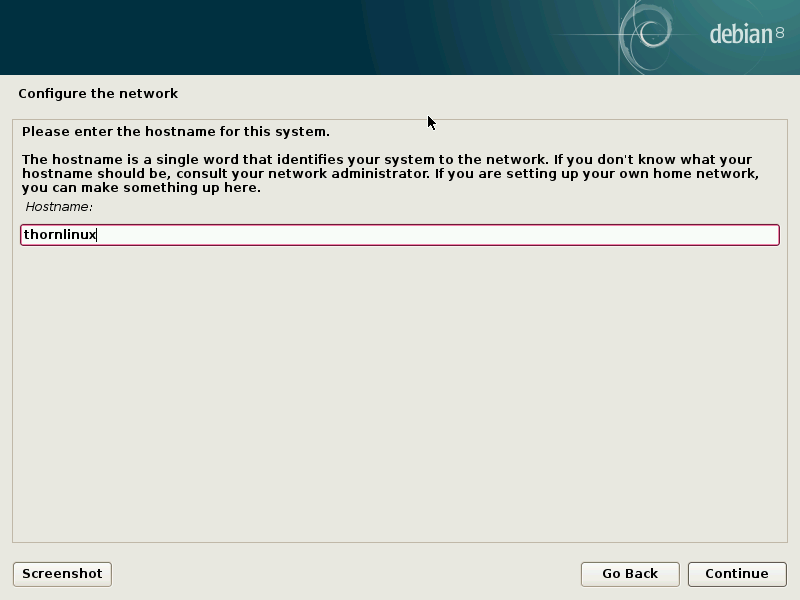 debian 8
Configure the network
Please enter the hostname for this system.
The hostname is a single word that identifies your system to the network. If you don't know what your
hostname should be, consult your network administrator. If you are setting up your own home network,
you can make something up here.
Hostname:
thornlinux
Screenshot
Go Back
Continue